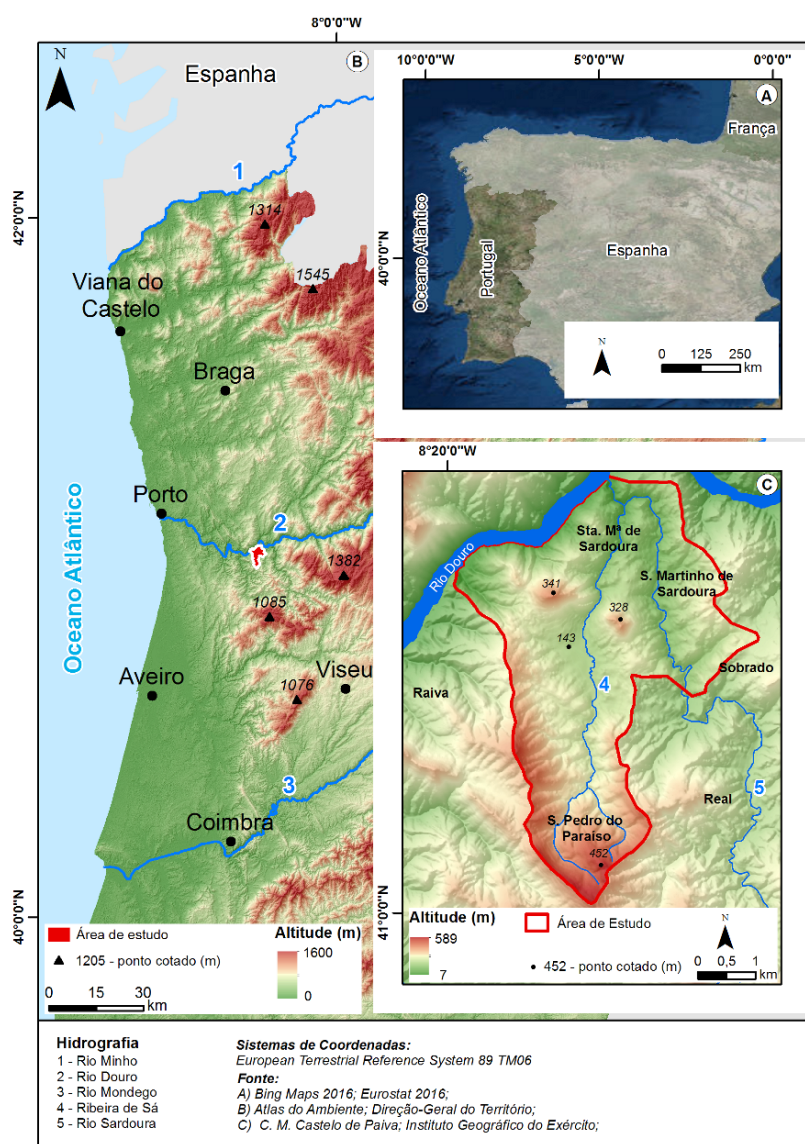 8°0'0"W
N
Espanha
B
1
1314
42°0'0"N
1545
Viana do
Castelo
Braga
Porto
2
1382
1085
Oceano Atlântico
Aveiro
Viseu
1076
3
Coimbra
40°0'0"N
Área de estudo
1205 - ponto cotado (m)
0 15 30
km
Altitude (m)
1600
0
10°0'0"W 5°0'0"W 0°0'0"
A
França
Oceano Atlântico
40°0'0"N
Portugal
Espanha
N
0 125 250
km
8°20'0"W
C
Rio Douro
Sta. Mª de
Sardoura
S. Martinho de
Sardoura
341
328
143
Sobrado
Raiva
4
Real
5
S. Pedro do
Paraíso
452
41°0'0"N
Altitude (m)
589
7
Área de Estudo
452 - ponto cotado (m)
N
0 0,5 1
km
Hidrografia
1 - Rio Minho
2 - Rio Douro
3 - Rio Mondego
4 - Ribeira de Sá
5 - Rio Sardoura
Sistemas de Coordenadas:
European Terrestrial Reference System 89 TM06
Fonte:
A) Bing Maps 2016; Eurostat 2016;
B) Atlas do Ambiente; Direção-Geral do Território;
C) C. M. Castelo de Paiva; Instituto Geográfico do Exército;